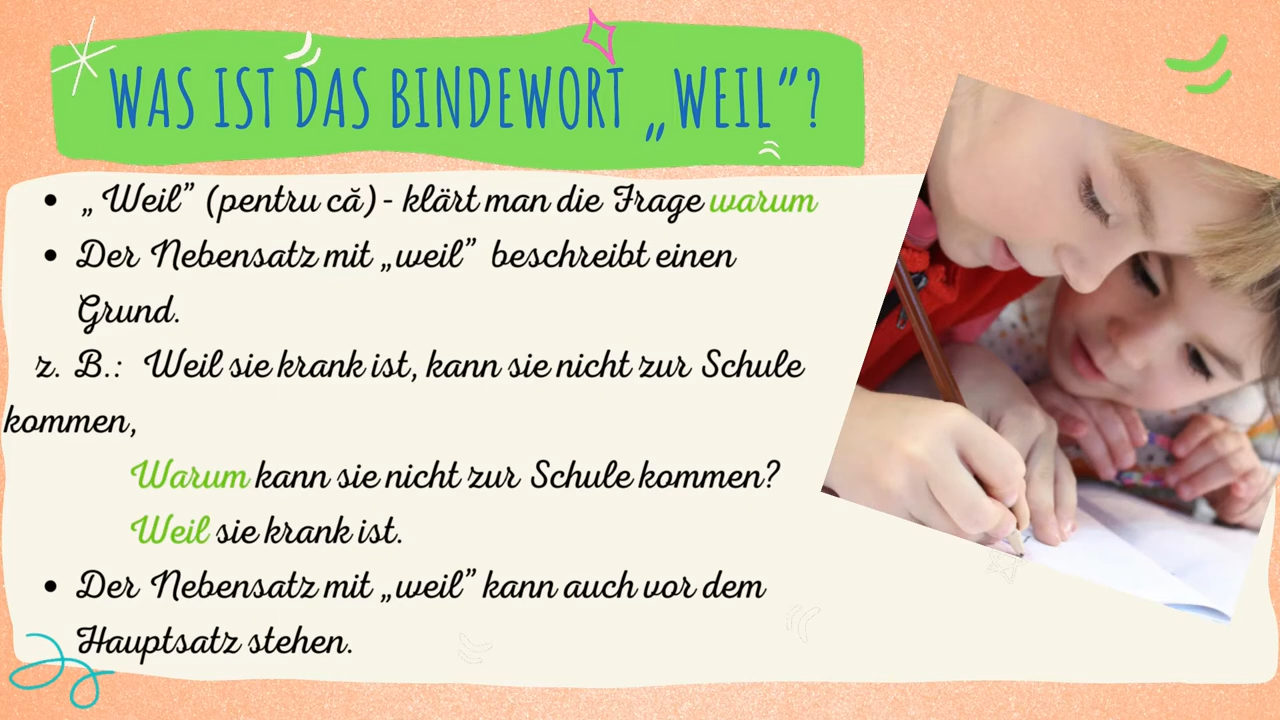 WAS IST DAS BINDEWORT „WEIL”?
• „Weil” (pentru că) - klärt man die Frage warum
• Der Nebensatz mit „weil” beschreibt einen
Grund.
z. B.: Weil sie krank ist, kann sie nicht zur Schule
kommen,
Warum kann sie nicht zur Schule kommen?
Weil sie krank ist.
• Der Nebensatz mit „weil” kann auch vor dem
Hauptsatz stehen.